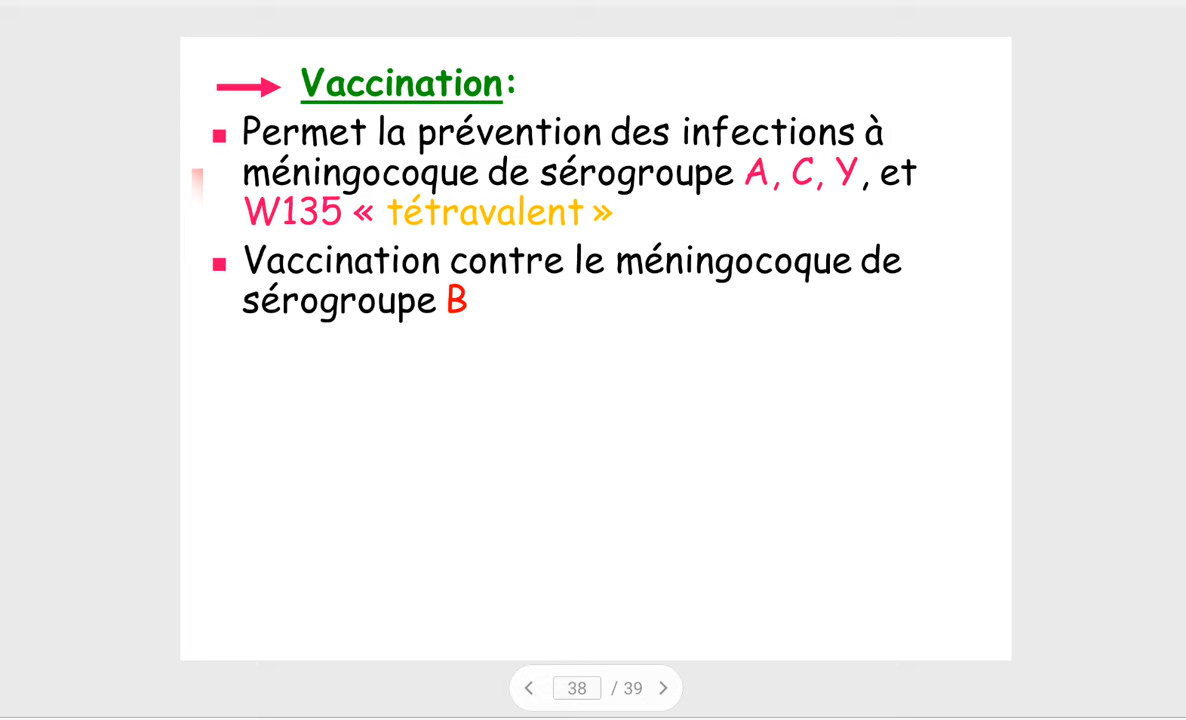 Vaccination:
Permet la prévention des infections à
méningocoque de sérogroupe A, C, Y, et
W135 « tétravalent »
Vaccination contre le méningocoque de
sérogroupe B
38 / 39